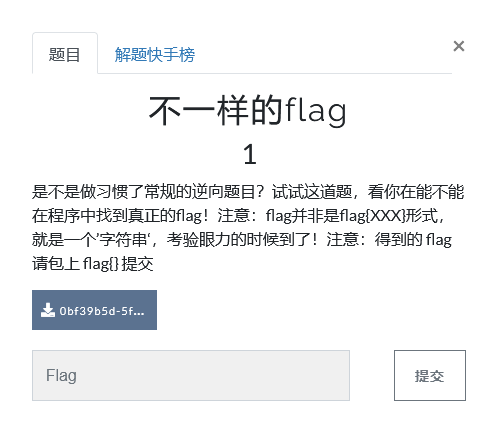 题目 解题快手榜 ×
不一样的flag
1
是不是做习惯了常规的逆向题目？试试这道题，看你在能不能
在程序中找到真正的flag！注意：flag并非是flag{XXX}形式，
就是一个'字符串'，考验眼力的时候到了！注意：得到的 flag
请包上 flag{} 提交
0bf39b5d-5f...
Flag 提交